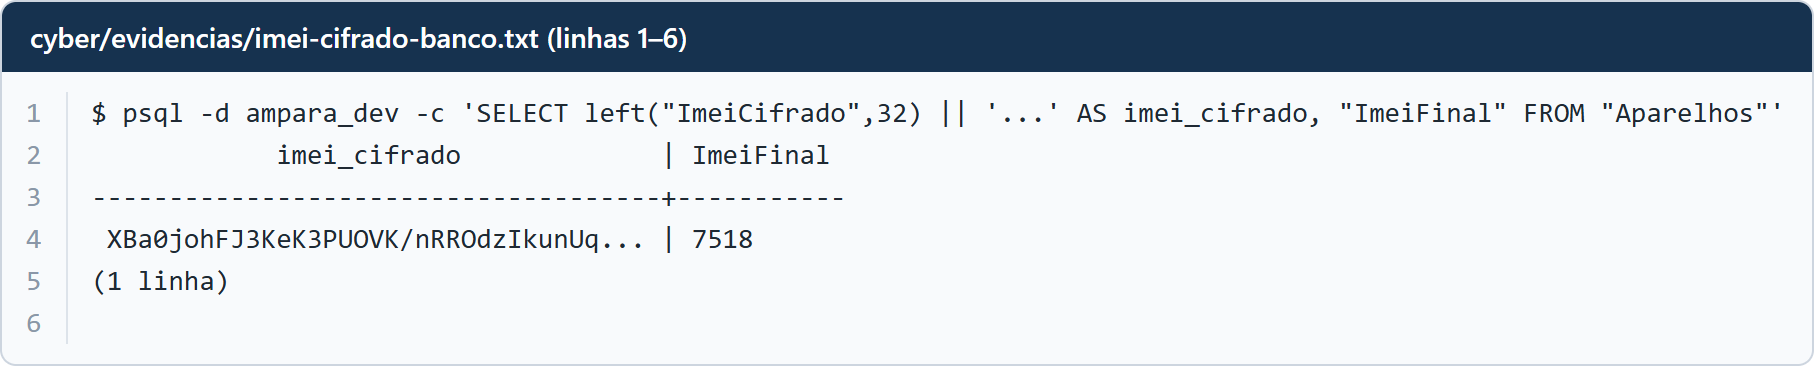 cyber/evidencias/imei-cifrado-banco.txt (linhas 1–6)
1 $ psql -d ampara_dev -c 'SELECT left("ImeiCifrado",32) || '...' AS imei_cifrado, "ImeiFinal" FROM "Aparelhos"'
2             imei_cifrado             | ImeiFinal
3 -------------------------------------+-----------
4  XBa0johFJ3KeK3PUOVK/nRROdzIkunUq... | 7518
5 (1 linha)
6